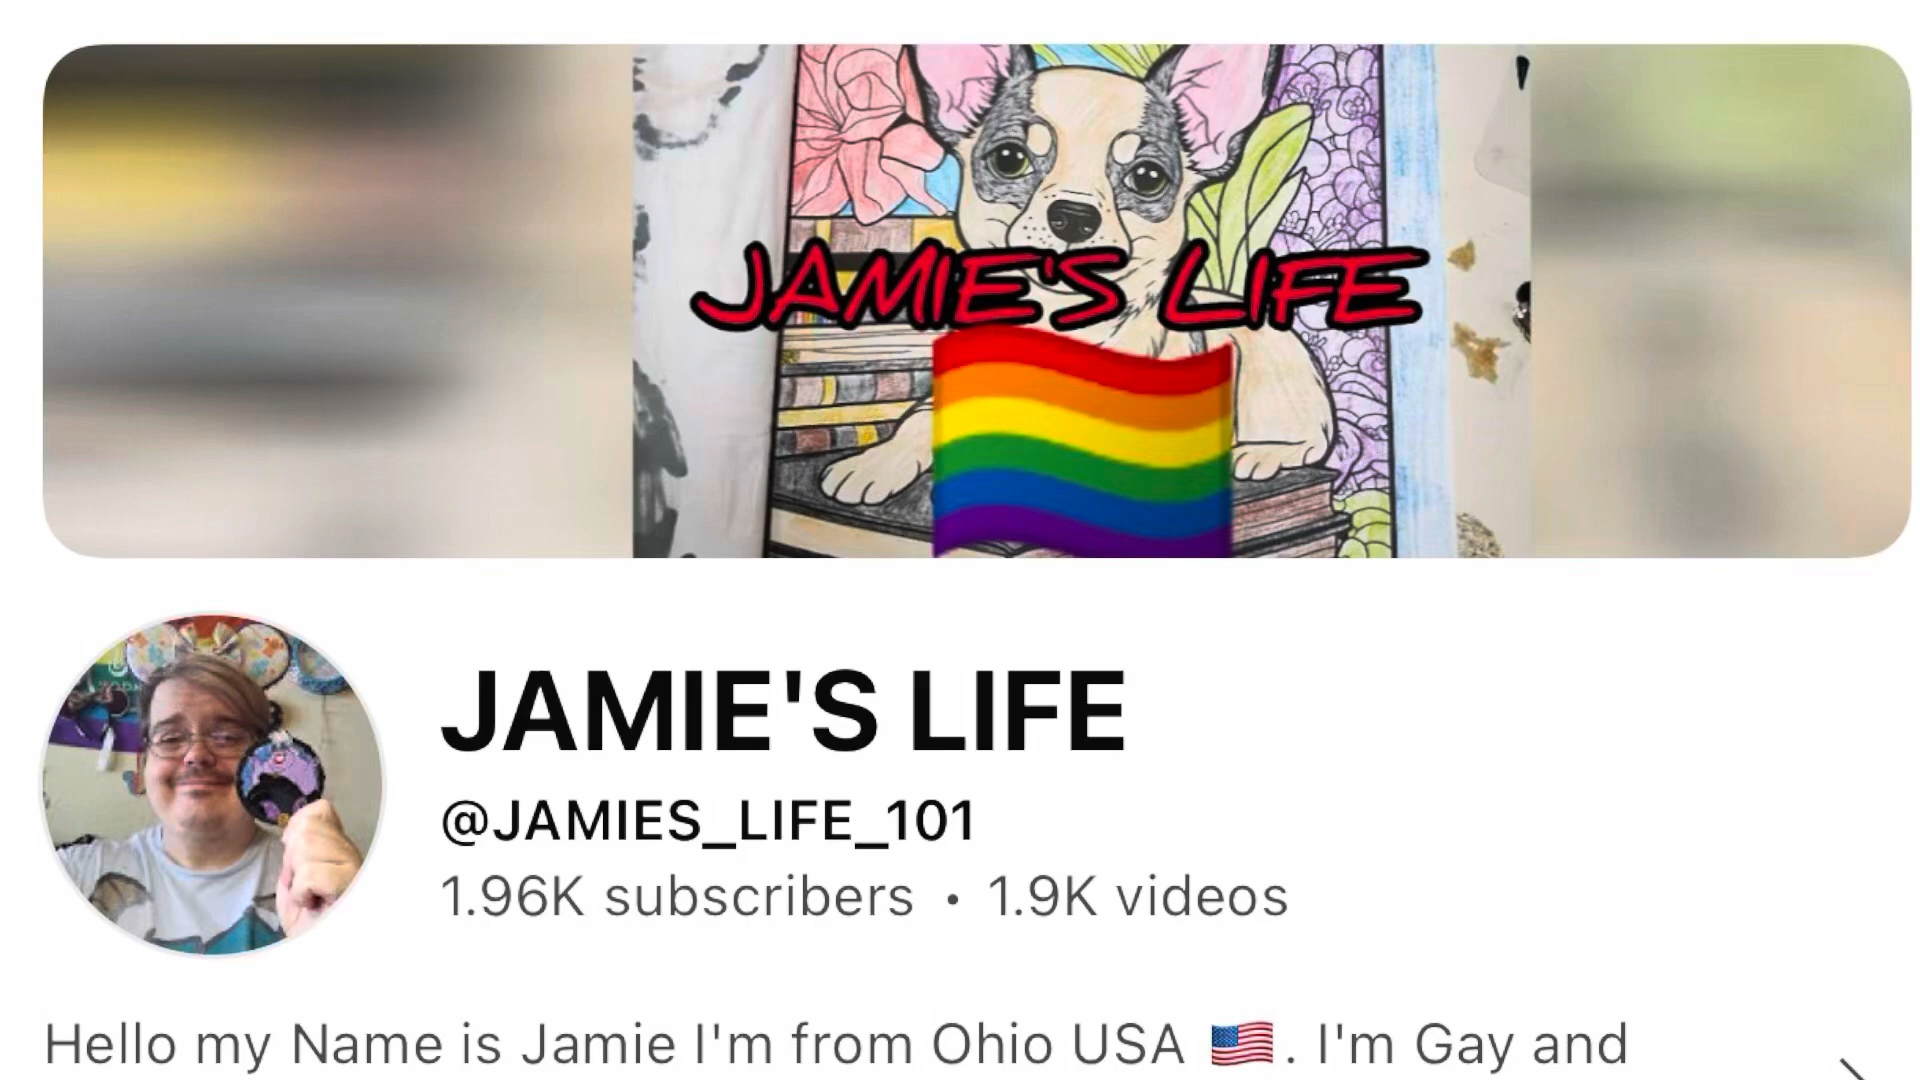 JAMIE'S LIFE
JAMIE'S LIFE
@JAMIES_LIFE_101
1.96K subscribers • 1.9K videos
Hello my Name is Jamie I'm from Ohio USA 🇺🇸. I'm Gay and